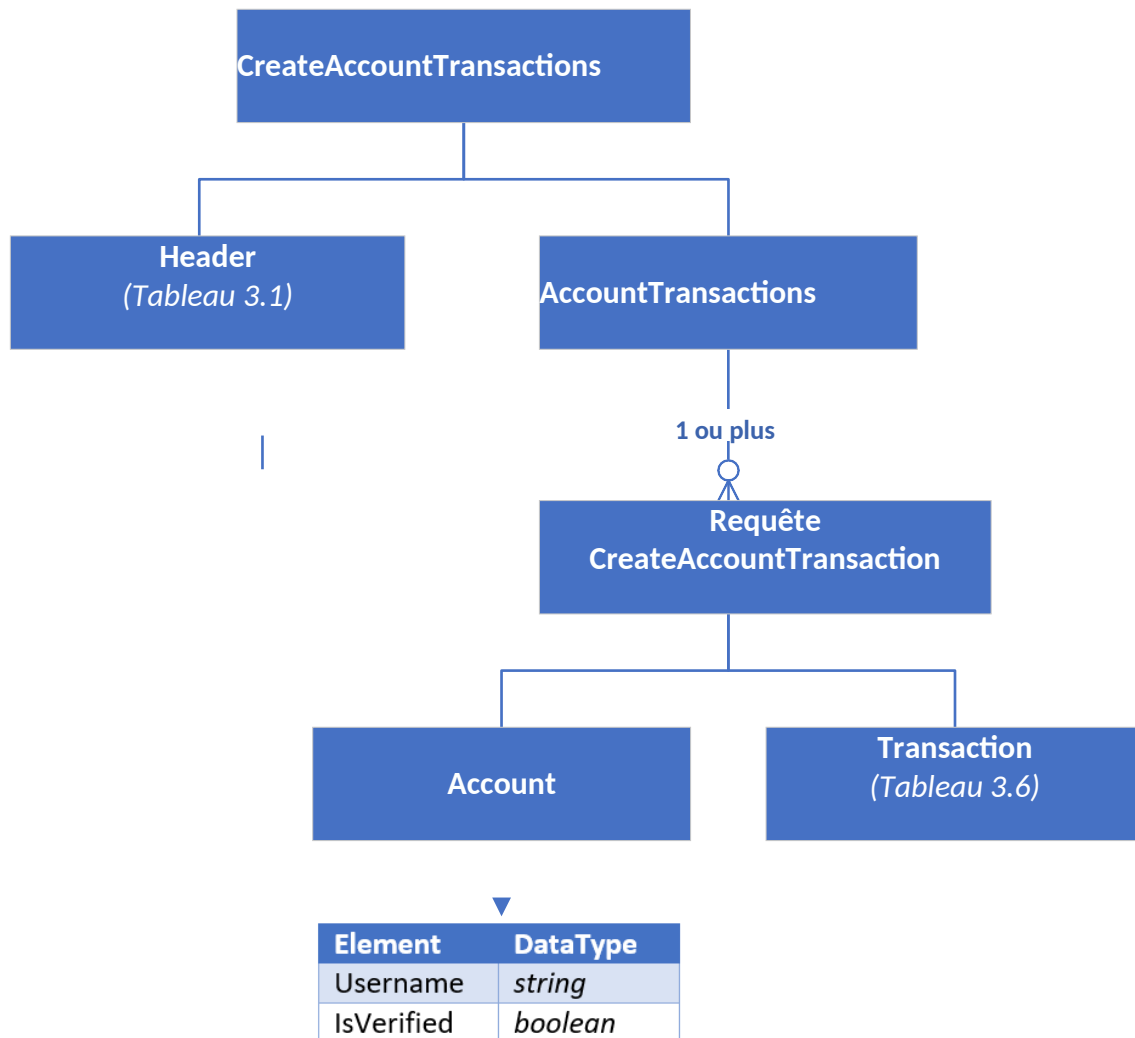 CreateAccountTransactions
Header
(Tableau 3.1)
AccountTransactions
1 ou plus
Requête
CreateAccountTransaction
Account
Transaction
(Tableau 3.6)
Element DataType
Username string
IsVerified boolean